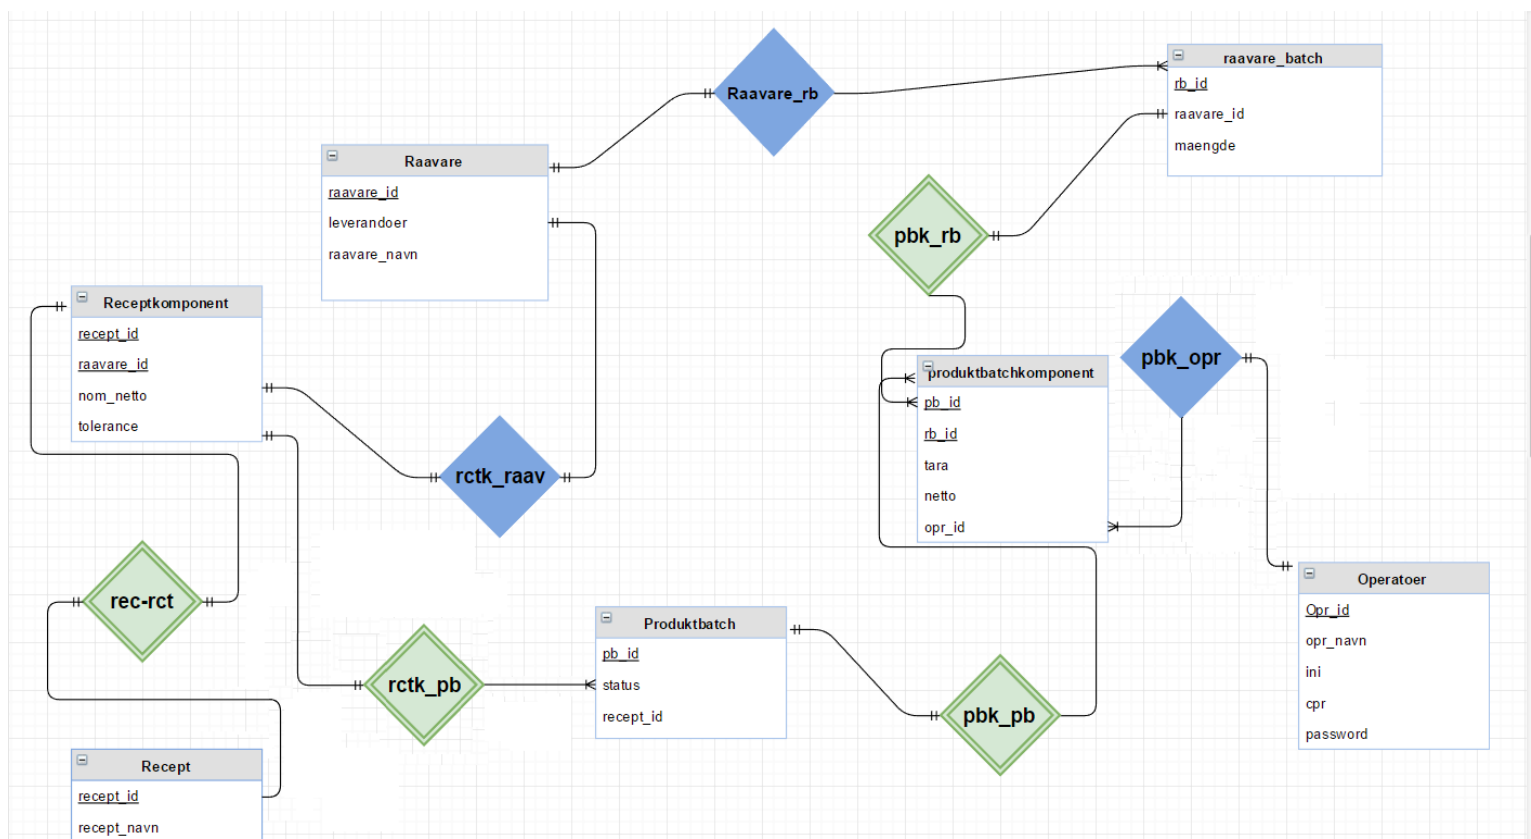 raavare_batch
rb_id
raavare_id
maengde
Raavare_rb
Raavare
raavare_id
leverandoer
raavare_navn
pbk_rb
Receptkomponent
recept_id
raavare_id
nom_netto
tolerance
pbk_opr
produktbatchkomponent
pb_id
rb_id
tara
netto
opr_id
rctk_raav
Operatoer
Opr_id
opr_navn
ini
cpr
password
rec-rct
Produktbatch
pb_id
status
recept_id
rctk_pb
pbk_pb
Recept
recept_id
recept_navn